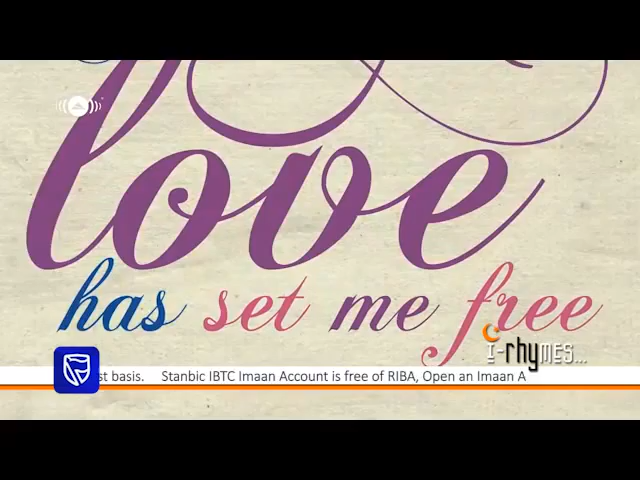 love
has set me free
i-rhyMES...
st basis. Stanbic IBTC Imaan Account is free of RIBA, Open an Imaan A